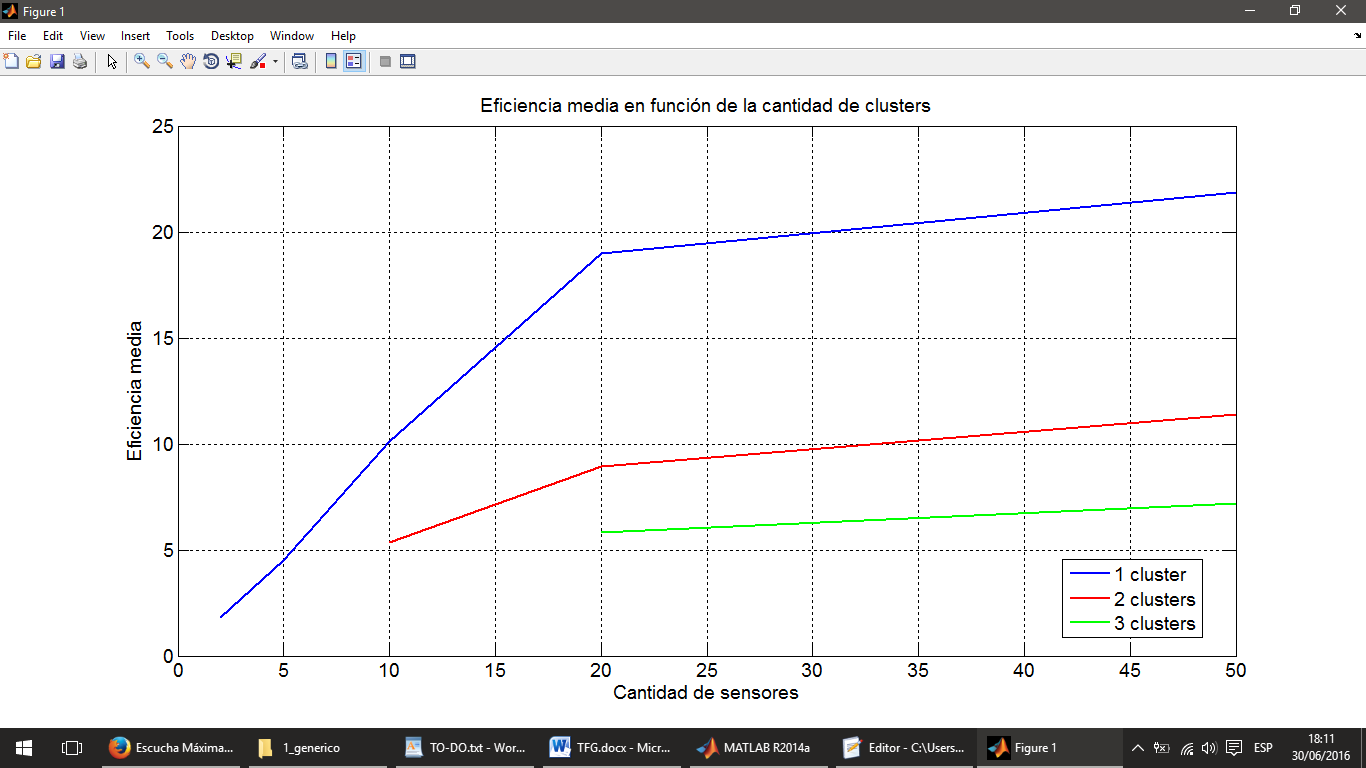 Figure 1
File Edit View Insert Tools Desktop Window Help
Eficiencia media en función de la cantidad de clusters
25
20
15
10
5
0
Eficiencia media
0 5 10 15 20 25 30 35 40 45 50
Cantidad de sensores
1 cluster
2 clusters
3 clusters
Escucha Máxima... 1_generico TO-DO.txt - Wor... TFG.docx - Micr... MATLAB R2014a Editor - C:\Users... Figure 1 ESP 18:11
30/06/2016